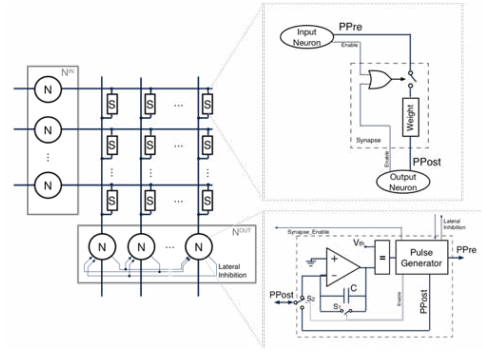 N^IN
N
N
N
S
S
...
S
S
S
...
S
S
S
...
S
N
N
...
N
N^OUT
Lateral
Inhibition
Input
Neuron
PPre
Enable
Synapse
Weight
Enable
PPost
Output
Neuron
Synapse_Enable
Lateral
Inhibition
Vth
Pulse
Generator
PPre
C
S1
S2
PPost
Enable
PPost